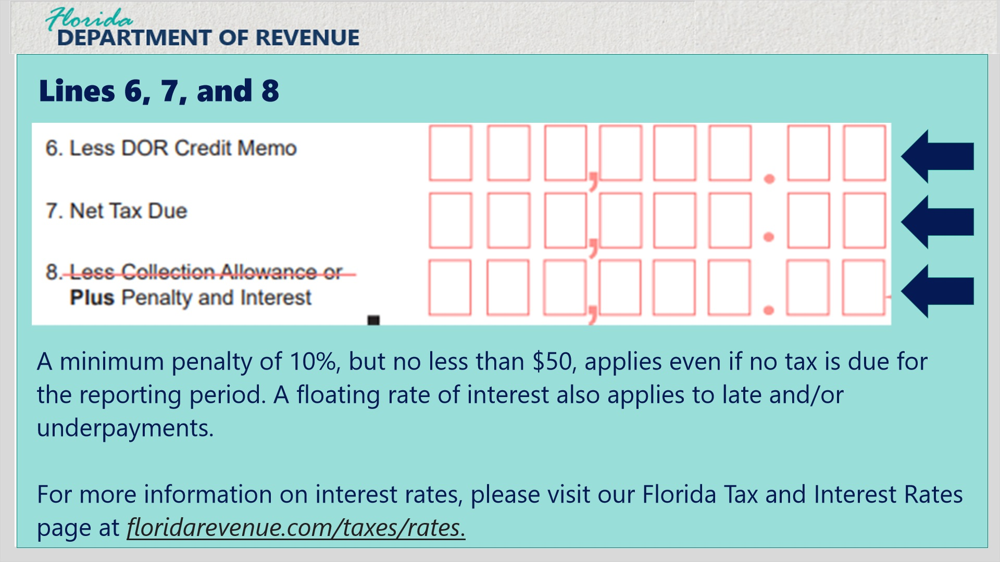 Florida
DEPARTMENT OF REVENUE
Lines 6, 7, and 8
6. Less DOR Credit Memo
, .
7. Net Tax Due
, .
8. Less Collection Allowance or
Plus Penalty and Interest
, .
A minimum penalty of 10%, but no less than $50, applies even if no tax is due for
the reporting period. A floating rate of interest also applies to late and/or
underpayments.
For more information on interest rates, please visit our Florida Tax and Interest Rates
page at floridarevenue.com/taxes/rates.